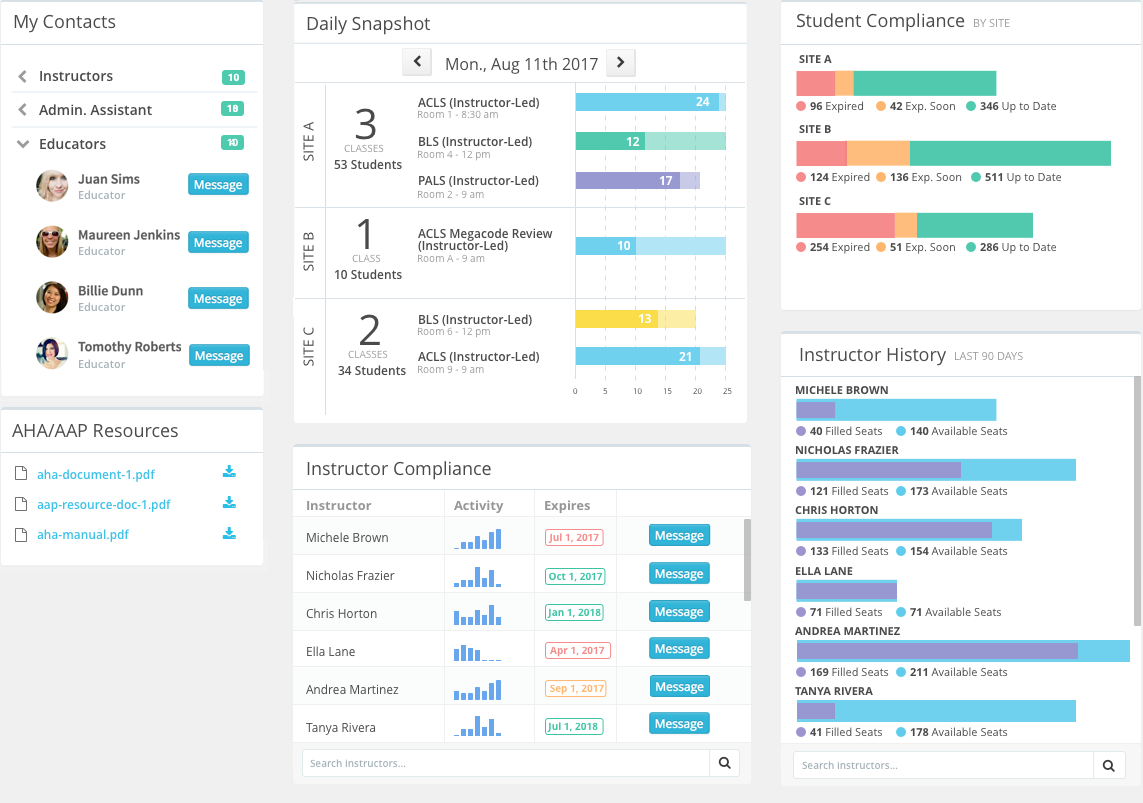 My Contacts
Instructors 10
Admin. Assistant 18
Educators
Juan Sims
Educator
Message
Maureen Jenkins
Educator
Message
Billie Dunn
Educator
Message
Tomothy Roberts
Educator
Message
AHA/AAP Resources
aha-document-1.pdf
aap-resource-doc-1.pdf
aha-manual.pdf
Daily Snapshot
Mon., Aug 11th 2017
SITE A
3
CLASSES
53 Students
ACLS (Instructor-Led)
Room 1 - 8:30 am
24
BLS (Instructor-Led)
Room 4 - 12 pm
12
PALS (Instructor-Led)
Room 2 - 9 am
17
SITE B
1
CLASS
10 Students
ACLS Megacode Review
(Instructor-Led)
Room A - 9 am
10
SITE C
2
CLASSES
34 Students
BLS (Instructor-Led)
Room 6 - 12 pm
13
ACLS (Instructor-Led)
Room 9 - 9 am
21
0 5 10 15 20 25
Instructor Compliance
Instructor Activity Expires
Michele Brown Jul 1, 2017 Message
Nicholas Frazier Oct 1, 2017 Message
Chris Horton Jan 1, 2018 Message
Ella Lane Apr 1, 2017 Message
Andrea Martinez Sep 1, 2017 Message
Tanya Rivera Jul 1, 2018 Message
Search instructors...
Student Compliance BY SITE
SITE A
96 Expired 42 Exp. Soon 346 Up to Date
SITE B
124 Expired 136 Exp. Soon 511 Up to Date
SITE C
254 Expired 51 Exp. Soon 286 Up to Date
Instructor History LAST 90 DAYS
MICHELE BROWN
40 Filled Seats 140 Available Seats
NICHOLAS FRAZIER
121 Filled Seats 173 Available Seats
CHRIS HORTON
133 Filled Seats 154 Available Seats
ELLA LANE
71 Filled Seats 71 Available Seats
ANDREA MARTINEZ
169 Filled Seats 211 Available Seats
TANYA RIVERA
41 Filled Seats 178 Available Seats
Search instructors...